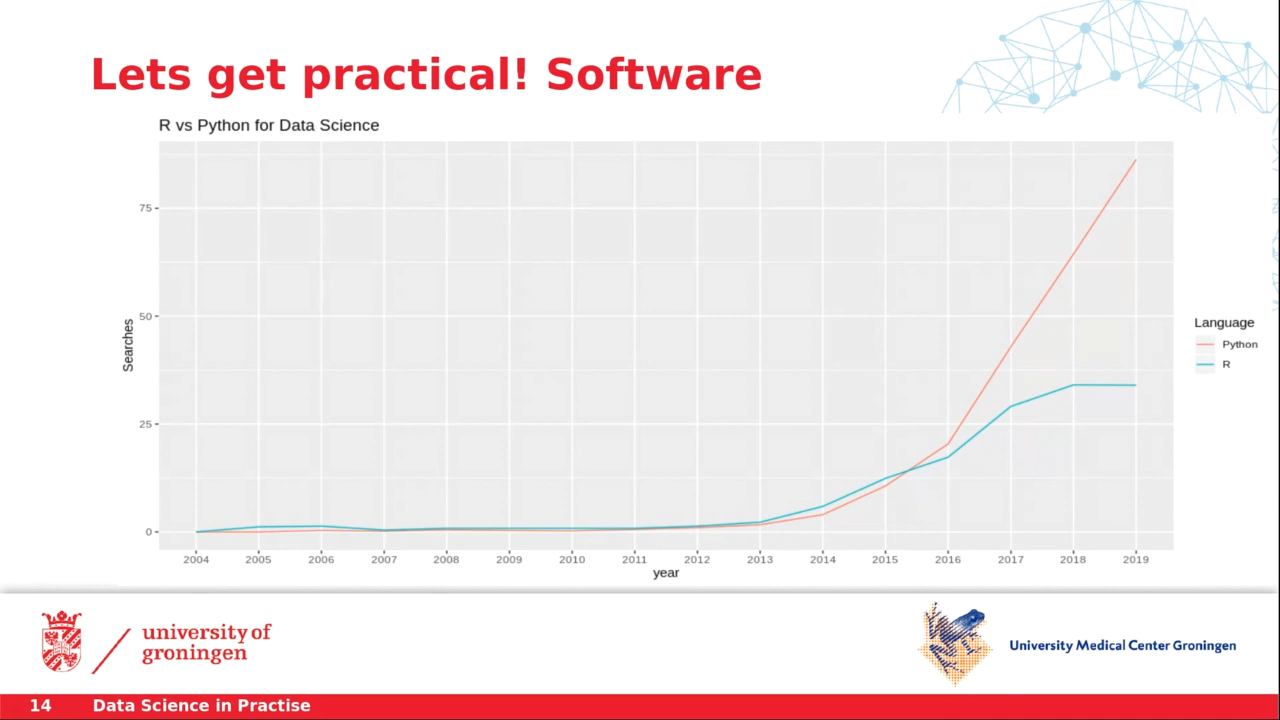 Lets get practical! Software
R vs Python for Data Science
75
50
25
0
Searches
2004 2005 2006 2007 2008 2009 2010 2011 2012 2013 2014 2015 2016 2017 2018 2019
year
Language
Python
R
university of
groningen
University Medical Center Groningen
14 Data Science in Practise